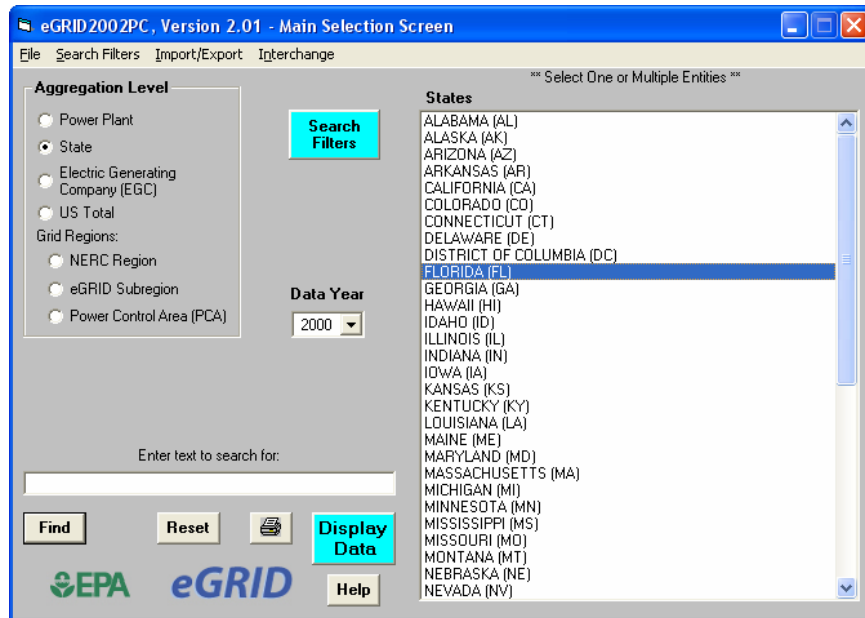 eGRID2002PC, Version 2.01 - Main Selection Screen
File Search Filters Import/Export Interchange
** Select One or Multiple Entities **
Aggregation Level
Power Plant
State
Electric Generating
Company (EGC)
US Total
Grid Regions:
NERC Region
eGRID Subregion
Power Control Area (PCA)
Search
Filters
Data Year
2000
States
ALABAMA (AL)
ALASKA (AK)
ARIZONA (AZ)
ARKANSAS (AR)
CALIFORNIA (CA)
COLORADO (CO)
CONNECTICUT (CT)
DELAWARE (DE)
DISTRICT OF COLUMBIA (DC)
FLORIDA (FL)
GEORGIA (GA)
HAWAII (HI)
IDAHO (ID)
ILLINOIS (IL)
INDIANA (IN)
IOWA (IA)
KANSAS (KS)
KENTUCKY (KY)
LOUISIANA (LA)
MAINE (ME)
MARYLAND (MD)
MASSACHUSETTS (MA)
MICHIGAN (MI)
MINNESOTA (MN)
MISSISSIPPI (MS)
MISSOURI (MO)
MONTANA (MT)
NEBRASKA (NE)
NEVADA (NV)
Enter text to search for:
Find
Reset
Display
Data
EPA
eGRID
Help